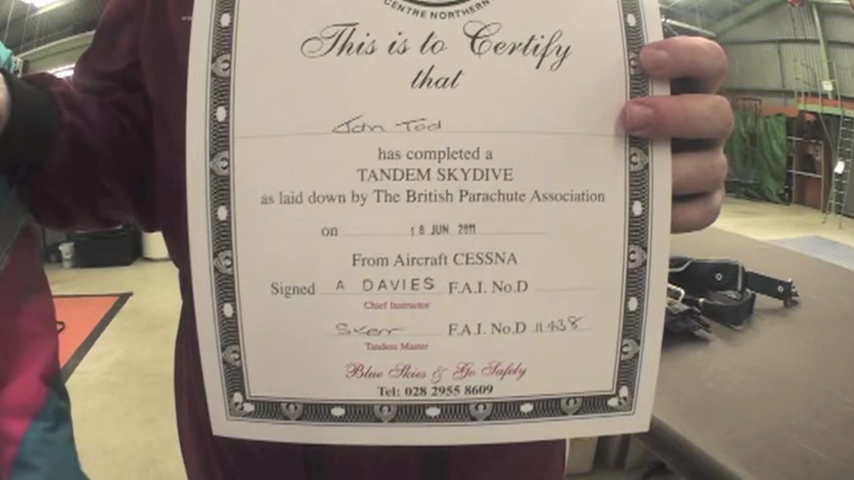 CENTRE NORTHERN
This is to Certify
that
John Tod
has completed a
TANDEM SKYDIVE
as laid down by The British Parachute Association
on 18 JUN 2011
From Aircraft CESSNA
Signed A DAVIES F.A.I. No.D
Chief Instructor
F.A.I. No.D 11438
Tandem Master
Blue Skies & Go Safely
Tel: 028 2955 8609